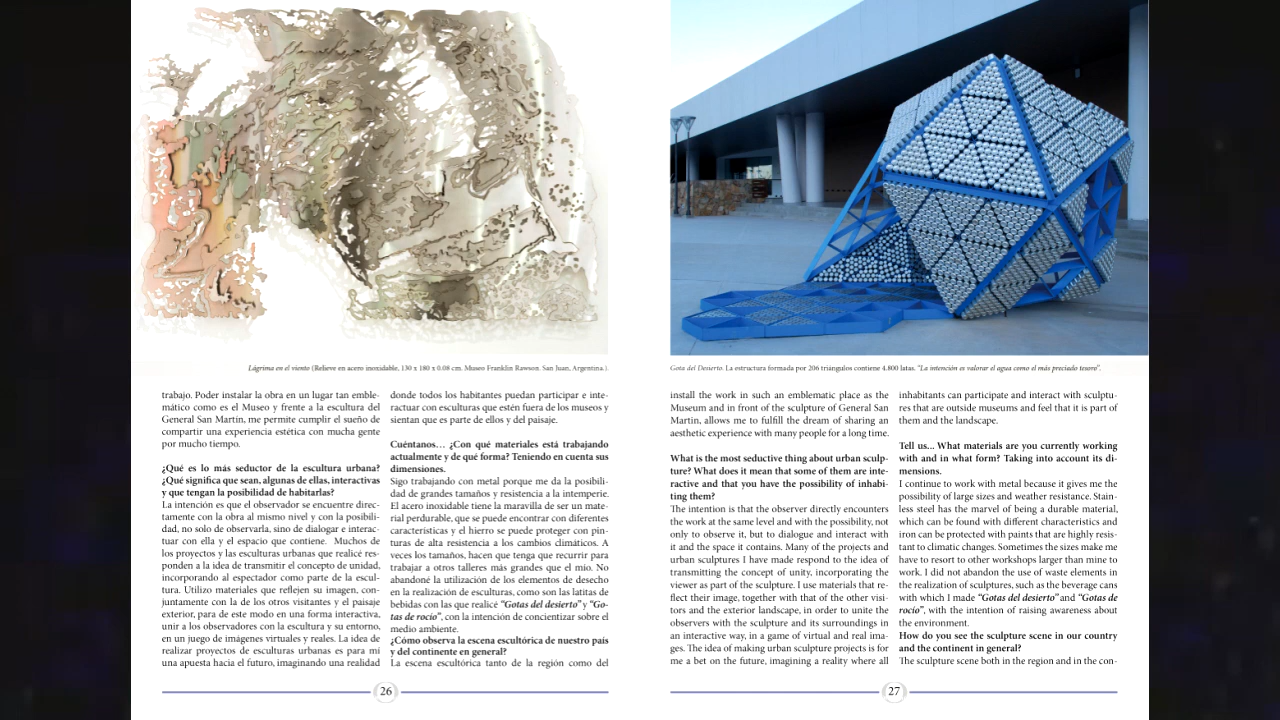 Lágrima en el viento (Relieve en acero inoxidable, 130 x 180 x 0.08 cm. Museo Franklin Rawson. San Juan, Argentina.).
trabajo. Poder instalar la obra en un lugar tan emble-
mático como es el Museo y frente a la escultura del
General San Martín, me permite cumplir el sueño de
compartir una experiencia estética con mucha gente
por mucho tiempo.
¿Qué es lo más seductor de la escultura urbana?
¿Qué significa que sean, algunas de ellas, interactivas
y que tengan la posibilidad de habitarlas?
La intención es que el observador se encuentre direc-
tamente con la obra al mismo nivel y con la posibili-
dad, no solo de observarla, sino de dialogar e interac-
tuar con ella y el espacio que contiene. Muchos de
los proyectos y las esculturas urbanas que realicé res-
ponden a la idea de transmitir el concepto de unidad,
incorporando al espectador como parte de la escul-
tura. Utilizo materiales que reflejen su imagen, con-
juntamente con la de los otros visitantes y el paisaje
exterior, para de este modo en una forma interactiva,
unir a los observadores con la escultura y su entorno,
en un juego de imágenes virtuales y reales. La idea de
realizar proyectos de esculturas urbanas es para mí
una apuesta hacia el futuro, imaginando una realidad
donde todos los habitantes puedan participar e inte-
ractuar con esculturas que estén fuera de los museos y
sientan que es parte de ellos y del paisaje.
Cuéntanos… ¿Con qué materiales está trabajando
actualmente y de qué forma? Teniendo en cuenta sus
dimensiones.
Sigo trabajando con metal porque me da la posibili-
dad de grandes tamaños y resistencia a la intemperie.
El acero inoxidable tiene la maravilla de ser un mate-
rial perdurable, que se puede encontrar con diferentes
características y el hierro se puede proteger con pin-
turas de alta resistencia a los cambios climáticos. A
veces los tamaños, hacen que tenga que recurrir para
trabajar a otros talleres más grandes que el mío. No
abandoné la utilización de los elementos de desecho
en la realización de esculturas, como son las latitas de
bebidas con las que realicé “Gotas del desierto” y “Go-
tas de rocío”, con la intención de concientizar sobre el
medio ambiente.
¿Cómo observa la escena escultórica de nuestro país
y del continente en general?
La escena escultórica tanto de la región como del
26
Gota del Desierto. La estructura formada por 206 triángulos contiene 4.800 latas. “La intención es valorar el agua como el más preciado tesoro”.
install the work in such an emblematic place as the
Museum and in front of the sculpture of General San
Martin, allows me to fulfill the dream of sharing an
aesthetic experience with many people for a long time.
What is the most seductive thing about urban sculp-
ture? What does it mean that some of them are inte-
ractive and that you have the possibility of inhabi-
ting them?
The intention is that the observer directly encounters
the work at the same level and with the possibility, not
only to observe it, but to dialogue and interact with
it and the space it contains. Many of the projects and
urban sculptures I have made respond to the idea of
transmitting the concept of unity, incorporating the
viewer as part of the sculpture. I use materials that re-
flect their image, together with that of the other visi-
tors and the exterior landscape, in order to unite the
observers with the sculpture and its surroundings in
an interactive way, in a game of virtual and real ima-
ges. The idea of making urban sculpture projects is for
me a bet on the future, imagining a reality where all
inhabitants can participate and interact with sculptu-
res that are outside museums and feel that it is part of
them and the landscape.
Tell us... What materials are you currently working
with and in what form? Taking into account its di-
mensions.
I continue to work with metal because it gives me the
possibility of large sizes and weather resistance. Stain-
less steel has the marvel of being a durable material,
which can be found with different characteristics and
iron can be protected with paints that are highly resis-
tant to climatic changes. Sometimes the sizes make me
have to resort to other workshops larger than mine to
work. I did not abandon the use of waste elements in
the realization of sculptures, such as the beverage cans
with which I made “Gotas del desierto” and “Gotas de
rocío”, with the intention of raising awareness about
the environment.
How do you see the sculpture scene in our country
and the continent in general?
The sculpture scene both in the region and in the con-
27